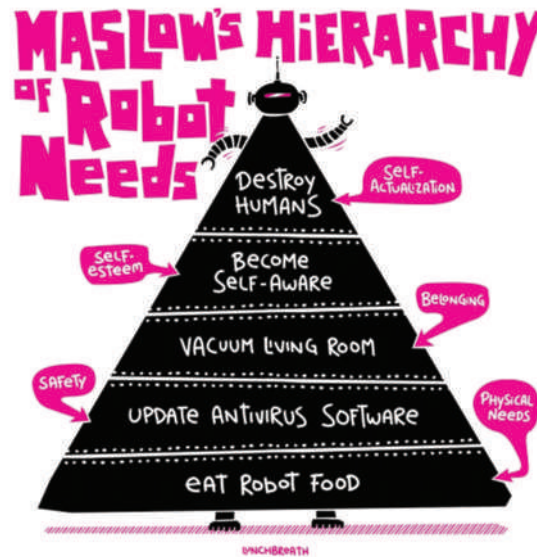 MASLOW'S HIERARCHY
OF ROBOT
NEEDS
DESTROY
HUMANS
SELF-
ACTUALIZATION
SELF-
ESTEEM
BECOME
SELF-AWARE
BELONGING
VACUUM LIVING ROOM
SAFETY
UPDATE ANTIVIRUS SOFTWARE
PHYSICAL
NEEDS
EAT ROBOT FOOD
LYNCHBROATH